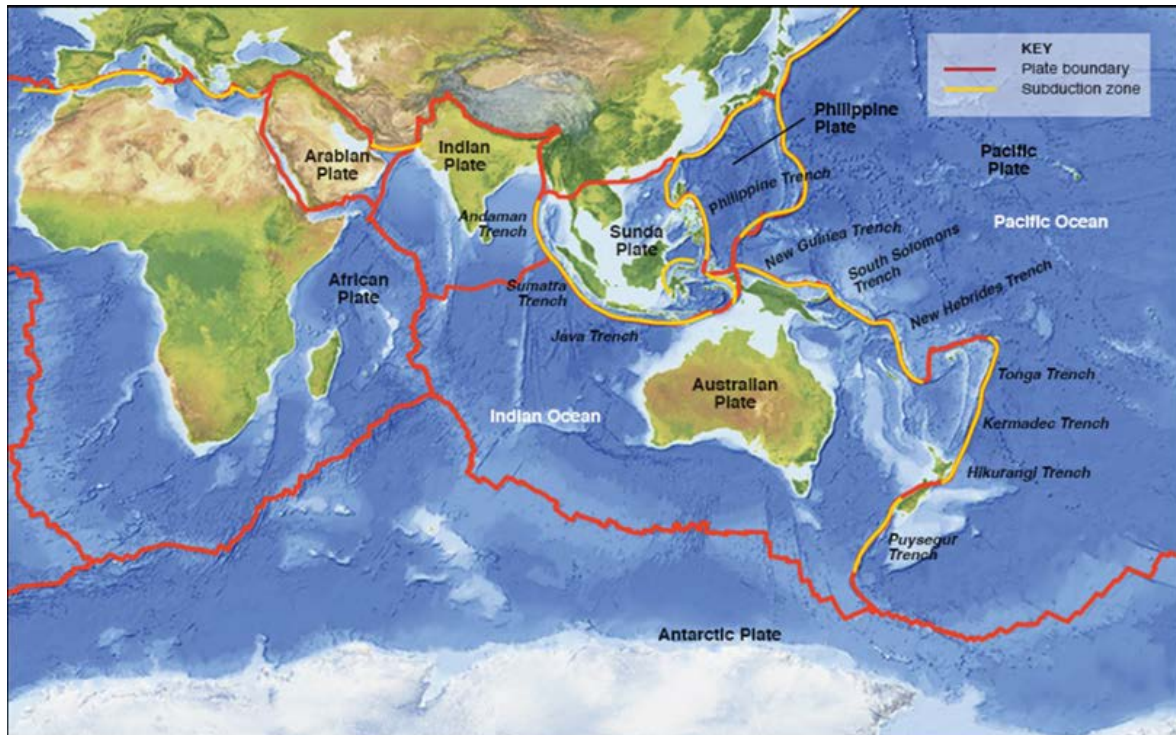 KEY
Plate boundary
Subduction zone
Philippine
Plate
Arabian
Plate
Indian
Plate
Pacific
Plate
Pacific Ocean
Andaman
Trench
Philippine Trench
Sunda
Plate
New Guinea Trench
South Solomons
Trench
African
Plate
Sumatra
Trench
New Hebrides Trench
Java Trench
Tonga Trench
Australian
Plate
Indian Ocean
Kermadec Trench
Hikurangi Trench
Puysegur
Trench
Antarctic Plate